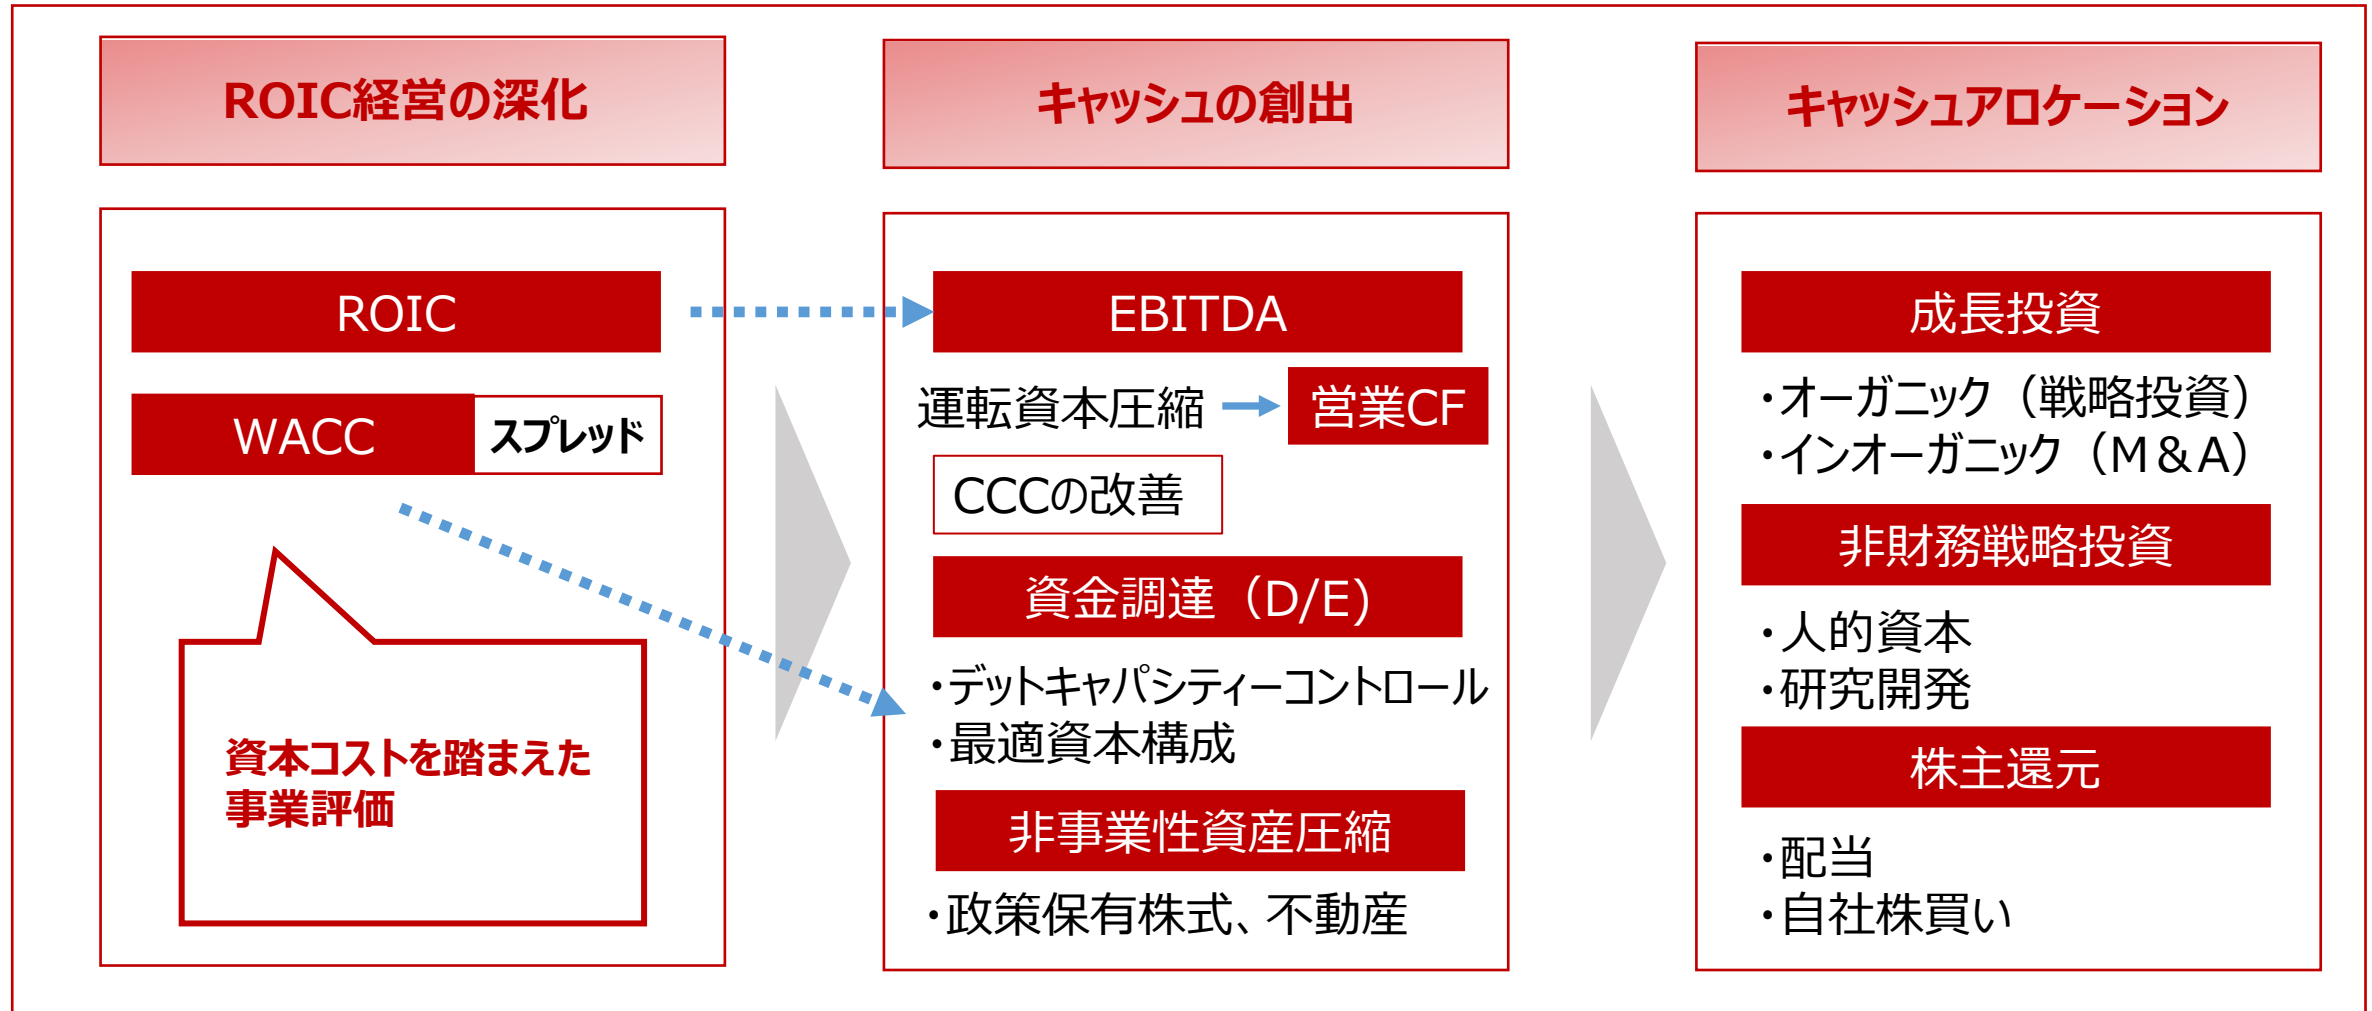 ROIC経営の深化
ROIC
WACC
スプレッド
資本コストを踏まえた
事業評価
キャッシュの創出
EBITDA
運転資本圧縮
営業CF
CCCの改善
資金調達（D/E)
・デットキャパシティーコントロール
・最適資本構成
非事業性資産圧縮
・政策保有株式、不動産
キャッシュアロケーション
成長投資
・オーガニック（戦略投資）
・インオーガニック（M＆A）
非財務戦略投資
・人的資本
・研究開発
株主還元
・配当
・自社株買い